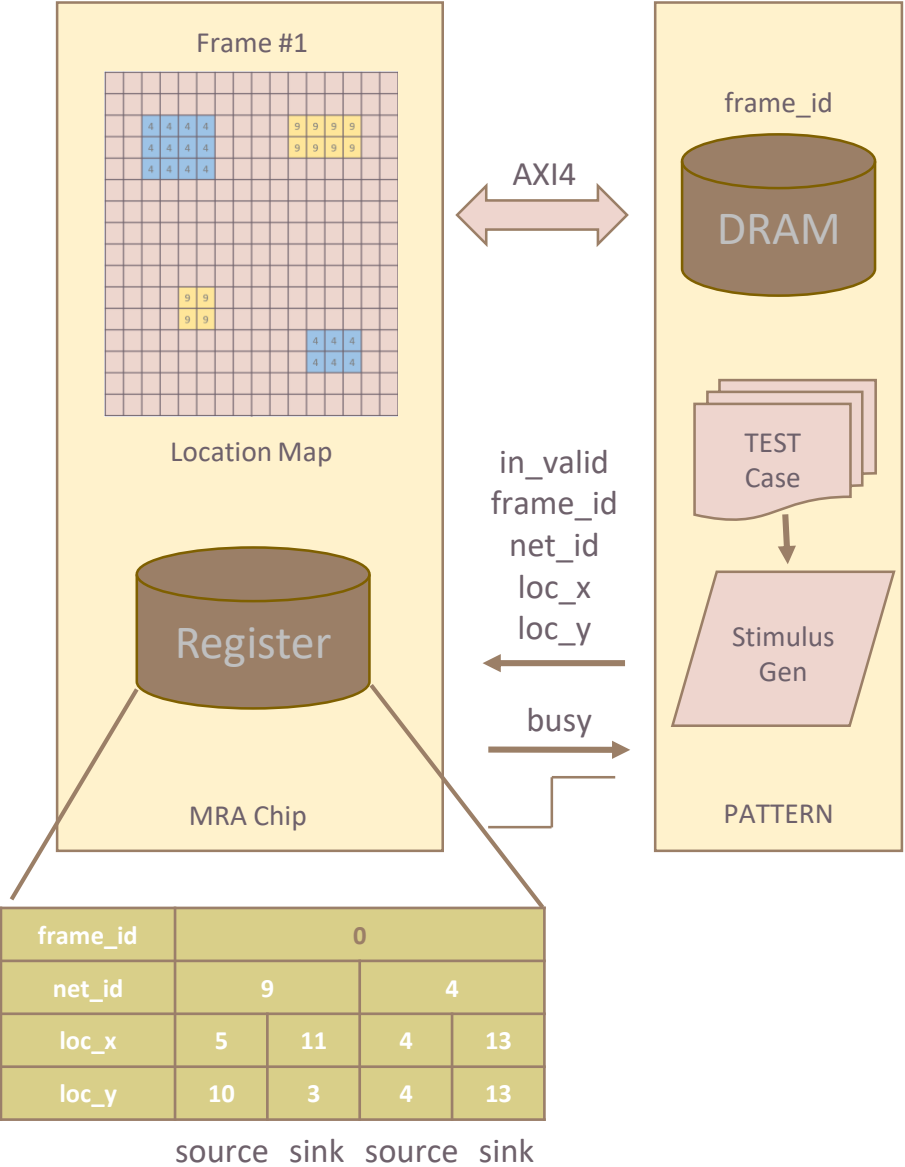 Frame #1
4 4 4 4
9 9 9 9
4 4 4 4
9 9 9 9
4 4 4 4
9 9
9 9
4 4 4
4 4 4
Location Map
Register
MRA Chip
AXI4
in_valid
frame_id
net_id
loc_x
loc_y
busy
frame_id
DRAM
TEST
Case
Stimulus
Gen
PATTERN
frame_id 0
net_id 9 4
loc_x 5 11 4 13
loc_y 10 3 4 13
source sink source sink